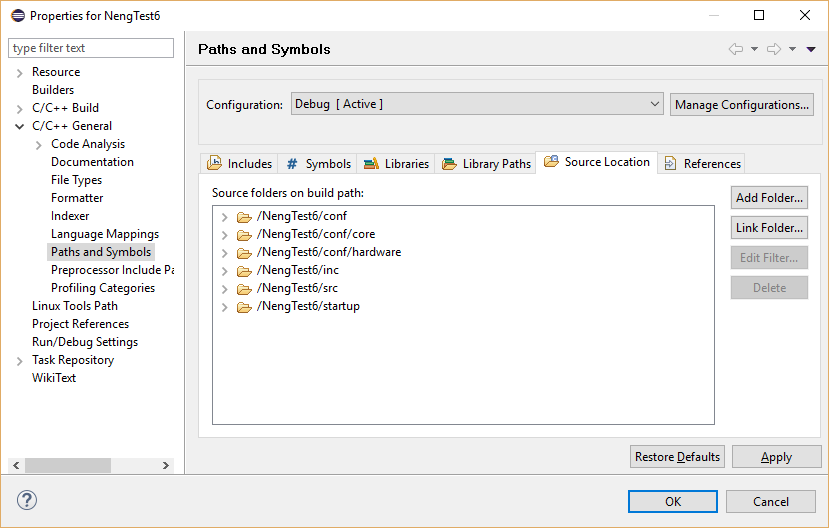 Properties for NengTest6
type filter text
Resource
Builders
C/C++ Build
C/C++ General
Code Analysis
Documentation
File Types
Formatter
Indexer
Language Mappings
Paths and Symbols
Preprocessor Include Pa
Profiling Categories
Linux Tools Path
Project References
Run/Debug Settings
Task Repository
WikiText
Paths and Symbols
Configuration: Debug [ Active ] Manage Configurations...
Includes # Symbols Libraries Library Paths Source Location References
Source folders on build path:
/NengTest6/conf
/NengTest6/conf/core
/NengTest6/conf/hardware
/NengTest6/inc
/NengTest6/src
/NengTest6/startup
Add Folder...
Link Folder...
Edit Filter...
Delete
Restore Defaults Apply
? OK Cancel